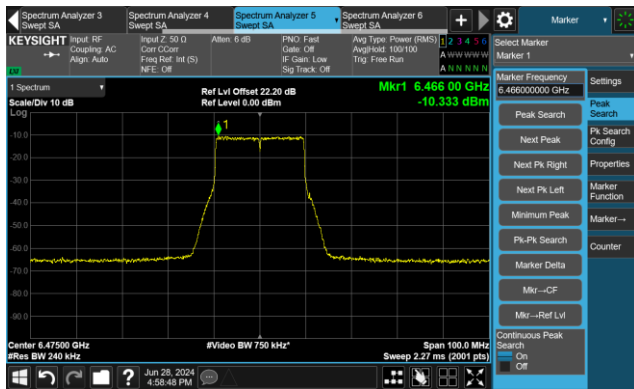 Spectrum Analyzer 3
Swept SA
Spectrum Analyzer 4
Swept SA
Spectrum Analyzer 5
Swept SA
Spectrum Analyzer 6
Swept SA
Marker
KEYSIGHT
Input: RF
Coupling: AC
Align: Auto
Input Z: 50 Ω
Corr CCorr
Freq Ref: Int (S)
NFE: Off
Atten: 6 dB
PNO: Fast
Gate: Off
IF Gain: Low
Sig Track: Off
Avg Type: Power (RMS)
Avg|Hold: 100/100
Trig: Free Run
1 2 3 4 5 6
A W W W W W
A N N N N N
Select Marker
Marker 1
1 Spectrum
Scale/Div 10 dB
Log
Ref Lvl Offset 22.20 dB
Ref Level 0.00 dBm
Mkr1 6.466 00 GHz
-10.333 dBm
1
-10.0
-20.0
-30.0
-40.0
-50.0
-60.0
-70.0
-80.0
-90.0
Center 6.47500 GHz
#Res BW 240 kHz
#Video BW 750 kHz*
Span 100.0 MHz
Sweep 2.27 ms (2001 pts)
Marker Frequency
6.466000000 GHz
Peak Search
Next Peak
Next Pk Right
Next Pk Left
Minimum Peak
Pk-Pk Search
Marker Delta
Mkr→CF
Mkr→Ref Lvl
Continuous Peak
Search
On
Off
Settings
Peak
Search
Pk Search
Config
Properties
Marker
Function
Marker→
Counter
Jun 28, 2024
4:58:48 PM